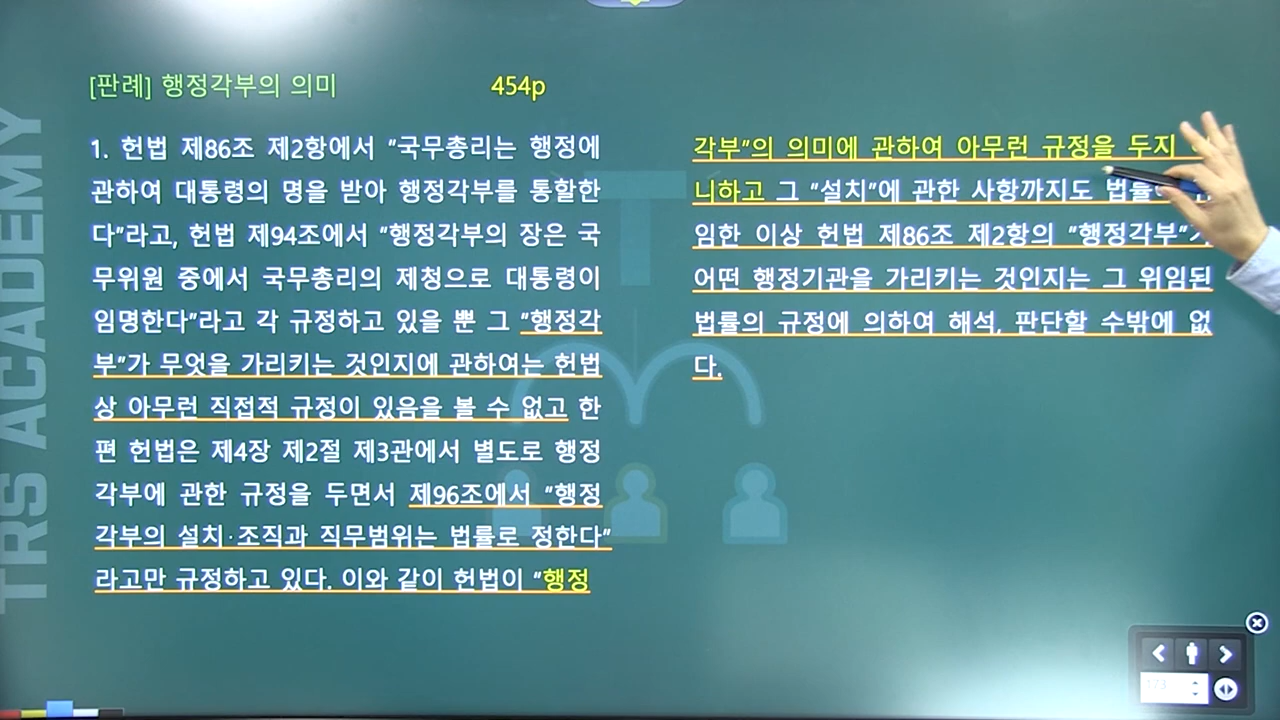 [판례] 행정각부의 의미 454p
1. 헌법 제86조 제2항에서 “국무총리는 행정에
관하여 대통령의 명을 받아 행정각부를 통할한
다”라고, 헌법 제94조에서 “행정각부의 장은 국
무위원 중에서 국무총리의 제청으로 대통령이
임명한다”라고 각 규정하고 있을 뿐 그 “행정각
부”가 무엇을 가리키는 것인지에 관하여는 헌법
상 아무런 직접적 규정이 있음을 볼 수 없고 한
편 헌법은 제4장 제2절 제3관에서 별도로 행정
각부에 관한 규정을 두면서 제96조에서 “행정
각부의 설치·조직과 직무범위는 법률로 정한다”
라고만 규정하고 있다. 이와 같이 헌법이 “행정
각부”의 의미에 관하여 아무런 규정을 두지
니하고 그 “설치”에 관한 사항까지도
임한 이상 헌법 제86조 제2항의 “행정각부”가
어떤 행정기관을 가리키는 것인지는 그 위임된
법률의 규정에 의하여 해석, 판단할 수밖에 없
다.
TRS ACADEMY
173